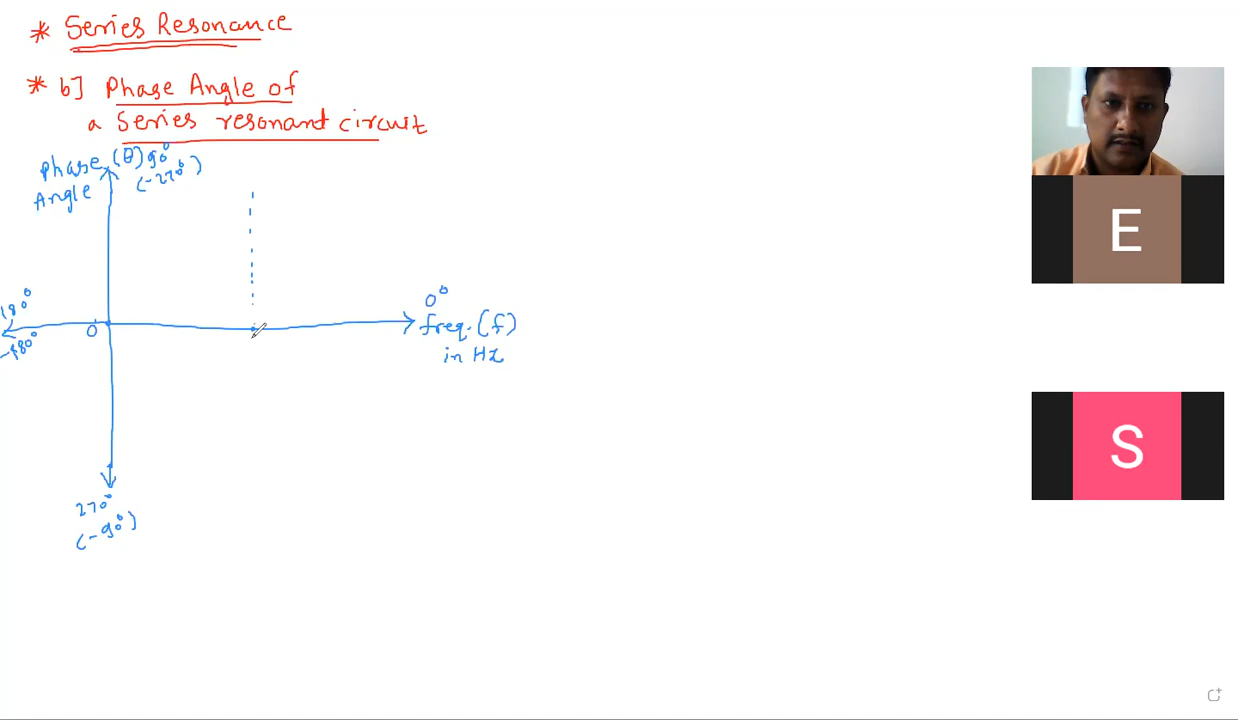 * Series Resonance
* b] Phase Angle of
a Series resonant circuit
Phase (θ) 90°
Angle (-270°)
180°
-180°
0
0°
freq. (f)
in Hz
270°
(-90°)
E
S